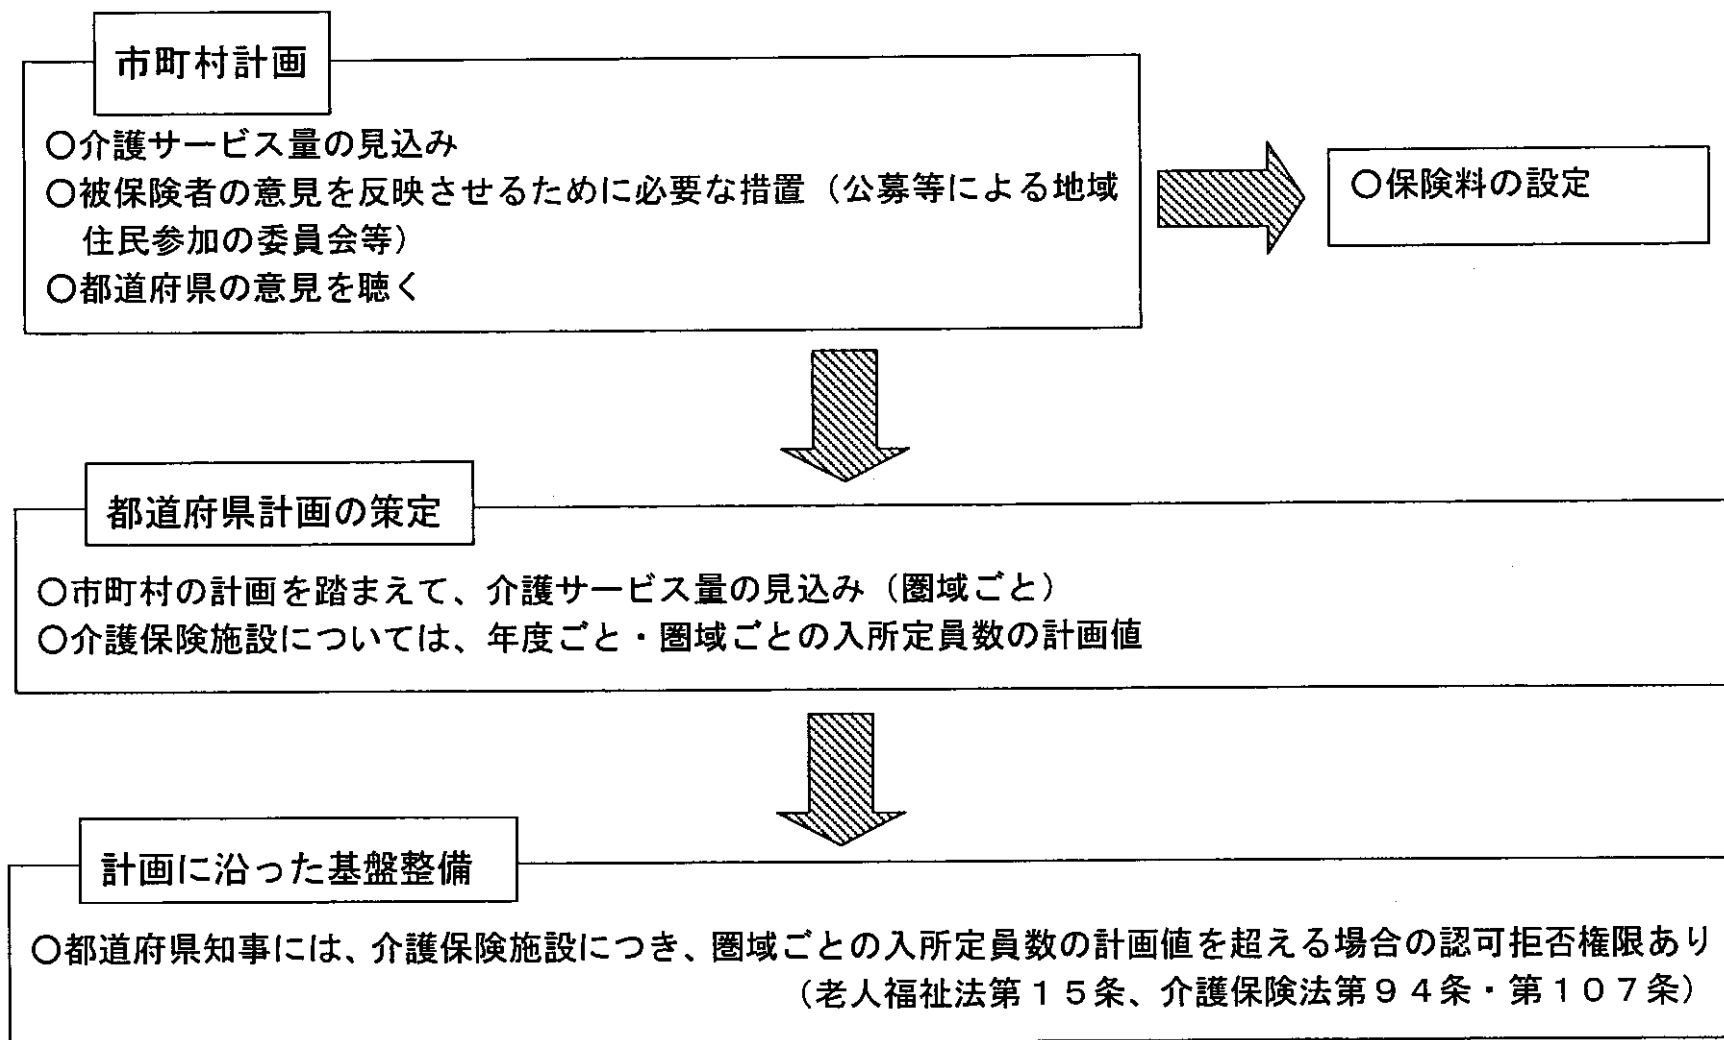 市町村計画
〇介護サービス量の見込み
〇被保険者の意見を反映させるために必要な措置（公募等による地域
住民参加の委員会等）
〇都道府県の意見を聴く
〇保険料の設定
都道府県計画の策定
〇市町村の計画を踏まえて、介護サービス量の見込み（圏域ごと）
〇介護保険施設については、年度ごと・圏域ごとの入所定員数の計画値
計画に沿った基盤整備
〇都道府県知事には、介護保険施設につき、圏域ごとの入所定員数の計画値を超える場合の認可拒否権限あり
（老人福祉法第１５条、介護保険法第９４条・第１０７条）